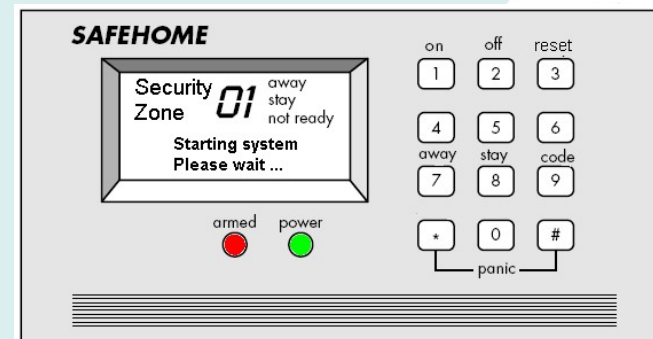 SAFEHOME
Security Zone 01 away stay not ready
Starting system
Please wait ...
armed power
on off reset
1 2 3
4 5 6
away stay code
7 8 9
* 0 #
panic